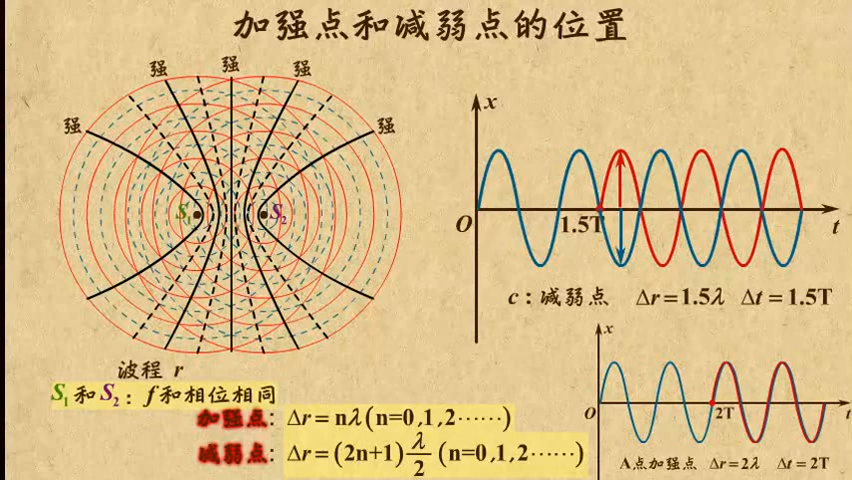 加强点和减弱点的位置
强 强 强 强 强
S₁ S₂
x
O 1.5T t
c：减弱点 Δr=1.5λ Δt=1.5T
波程 r
S₁和S₂：f和相位相同
加强点：Δr=nλ(n=0,1,2……)
减弱点：Δr=(2n+1)λ/2 (n=0,1,2……)
x
O 2T t
A点加强点 Δr=2λ Δt=2T